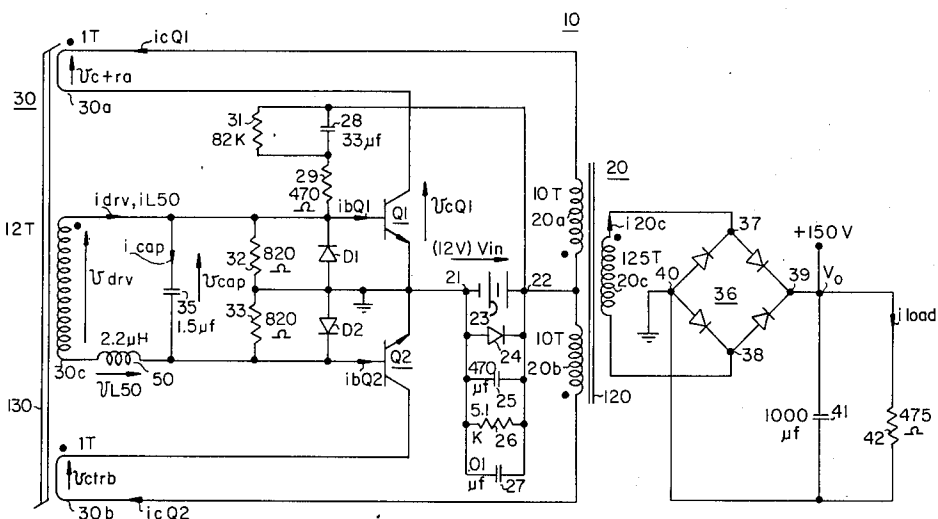 10
1T
icQ1
30
vc+ra
30a
31
82K
28
33µf
29
470
Ω
20
10T
20a
vcQ1
idrv, iL50
ibQ1
Q1
i20c
37
+150V
12T
i cap
vdrv
35
1.5µf
vcap
32
820
Ω
33
820
Ω
D1
D2
(12V) Vin
21
22
23
24
125T
20c
40
36
39
Vo
38
i load
2.2µH
30c
vL50
50
ibQ2
Q2
10T
20b
470
µf
25
5.1
K
26
.01
µf
27
120
1000
µf
41
475
Ω
42
130
1T
vctrb
30b
icQ2